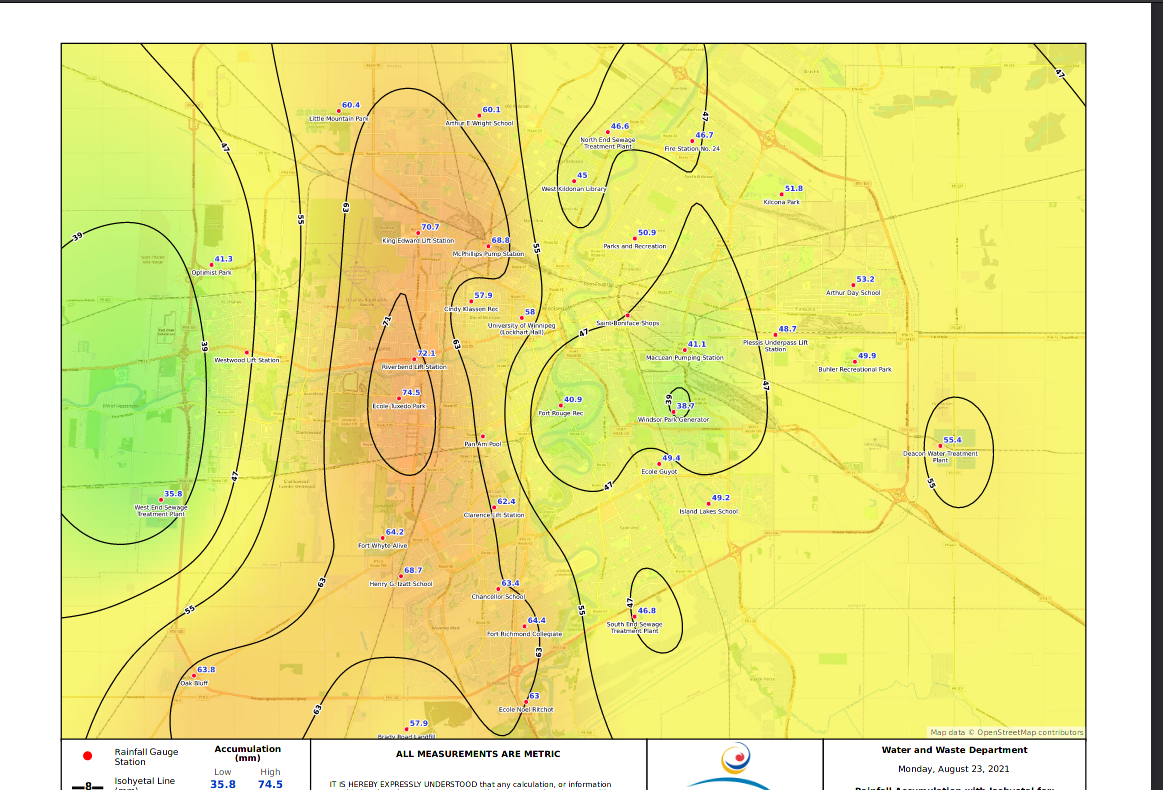 47
47
60.4
Little Mountain Park
60.1
Arthur E Wright School
46.6
North End Sewage
Treatment Plant
46.7
Fire Station No. 24
47
47
45
West Kildonan Library
51.8
Kilcona Park
63
55
39
70.7
King Edward Lift Station
68.8
McPhillips Pump Station
55
50.9
Parks and Recreation
41.3
Optimist Park
53.2
Arthur Day School
57.9
Cindy Klassen Rec
58
University of Winnipeg
(Lockhart Hall)
71
Saint-Boniface-Shops
47
48.7
Plessis Underpass Lift
Station
39
Westwood Lift Station
72.1
Riverbend Lift Station
63
41.1
MacLean Pumping Station
49.9
Buhler Recreational Park
74.5
Ecole Tuxedo Park
40.9
Fort Rouge Rec
39
38.7
Windsor Park Generator
47
Pan Am Pool
55.4
Deacon Water Treatment
Plant
55
49.4
Ecole Guyot
47
47
35.8
West End Sewage
Treatment Plant
62.4
Clarence Lift Station
49.2
Island Lakes School
64.2
Fort Whyte Alive
68.7
Henry G. Izatt School
63
63.4
Chancellor School
55
55
47
46.8
South End Sewage
Treatment Plant
64.4
Fort Richmond Collegiate
63
63.8
Oak Bluff
63
63
Ecole Noel Ritchot
57.9
Brady Road Landfill
Map data © OpenStreetMap contributors
Rainfall Gauge
Station
8
Isohyetal Line
(mm)
Accumulation
(mm)
Low High
35.8 74.5
ALL MEASUREMENTS ARE METRIC
IT IS HEREBY EXPRESSLY UNDERSTOOD that any calculation, or information
Water and Waste Department
Monday, August 23, 2021
Rainfall Accumulation with Isohyetal for: